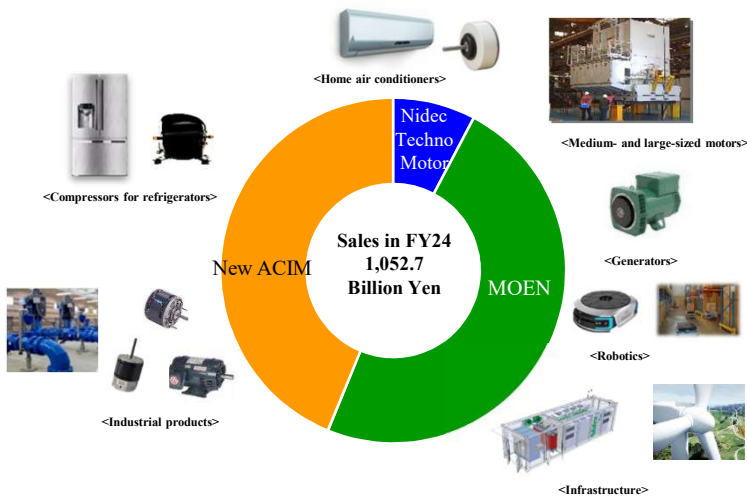 <Home air conditioners>
Nidec
Techno
Motor
<Medium- and large-sized motors>
<Compressors for refrigerators>
<Generators>
Sales in FY24
1,052.7
Billion Yen
New ACIM
MOEN
<Robotics>
<Industrial products>
<Infrastructure>